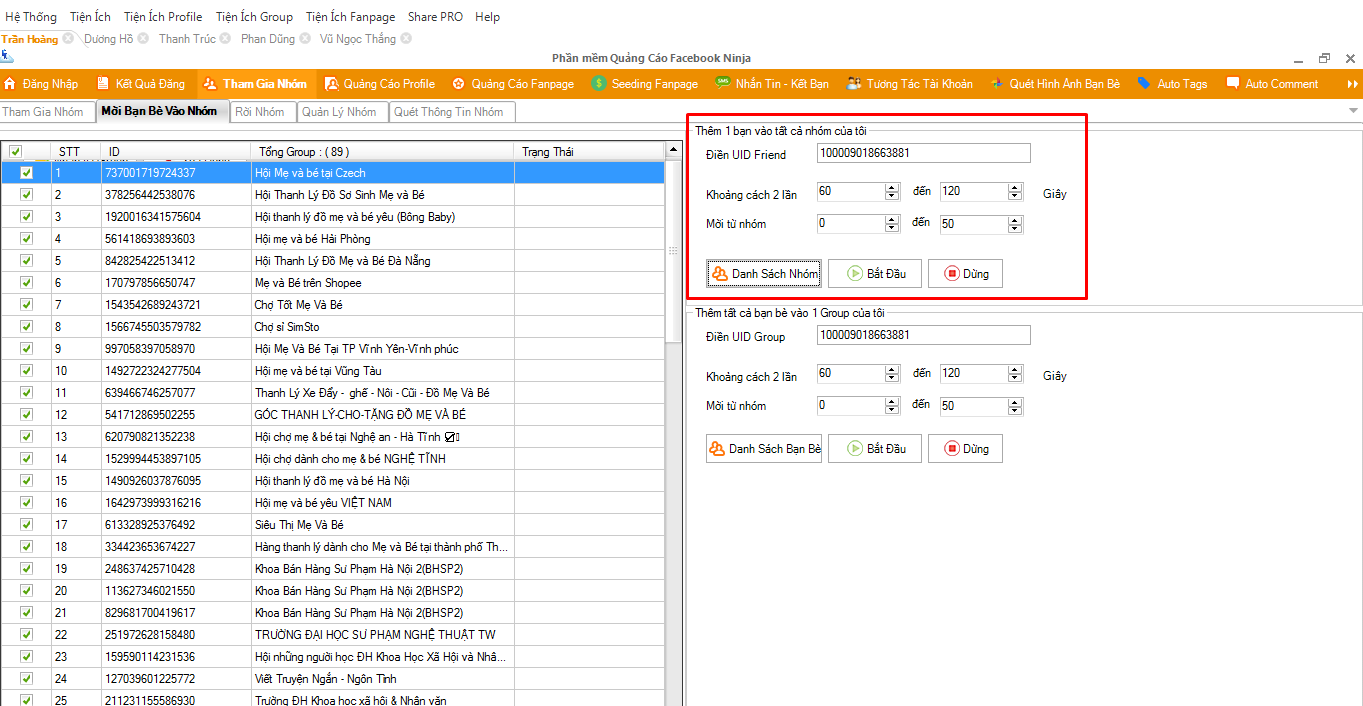 Hệ Thống Tiện Ích Tiện Ích Profile Tiện Ích Group Tiện Ích Fanpage Share PRO Help
Trần Hoàng Dương Hồ Thanh Trúc Phan Dũng Vũ Ngọc Thắng
Phần mềm Quảng Cáo Facebook Ninja
Đăng Nhập Kết Quả Đăng Tham Gia Nhóm Quảng Cáo Profile Quảng Cáo Fanpage Seeding Fanpage Nhắn Tin - Kết Bạn Tương Tác Tài Khoản Quét Hình Ảnh Bạn Bè Auto Tags Auto Comment
Tham Gia Nhóm Mời Bạn Bè Vào Nhóm Rời Nhóm Quản Lý Nhóm Quét Thông Tin Nhóm
STT ID Tổng Group : ( 89 ) Trạng Thái
1 737001719724337 Hội Mẹ và bé tại Czech
2 378256442538076 Hội Thanh Lý Đồ Sơ Sinh Mẹ và Bé
3 1920016341575604 Hội thanh lý đồ mẹ và bé yêu (Bông Baby)
4 561418693893603 Hội mẹ và bé Hải Phòng
5 842825422513412 Hội Thanh Lý Đồ Mẹ và Bé Đà Nẵng
6 170797856650747 Mẹ và Bé trên Shopee
7 1543542689243721 Chợ Tốt Mẹ Và Bé
8 1566745503579782 Chợ sỉ SimSto
9 997058397058970 Hội Mẹ Và Bé Tại TP Vĩnh Yên-Vĩnh phúc
10 1492722324277504 Hội mẹ và bé tại Vũng Tàu
11 639466746257077 Thanh Lý Xe Đẩy - ghế - Nôi - Cũi - Đồ Mẹ Và Bé
12 541712869502255 GÓC THANH LÝ-CHO-TẶNG ĐỒ MẸ VÀ BÉ
13 620790821352238 Hội chợ mẹ & bé tại Nghệ an - Hà Tĩnh
14 1529994453897105 Hội chợ dành cho mẹ & bé NGHỆ TĨNH
15 1490926037876095 Hội thanh lý đồ mẹ và bé Hà Nội
16 1642973999316216 Hội mẹ và bé yêu VIỆT NAM
17 613328925376492 Siêu Thị Mẹ Và Bé
18 334423653674227 Hàng thanh lý dành cho Mẹ và Bé tại thành phố Th...
19 248637425710428 Khoa Bán Hàng Sư Phạm Hà Nội 2(BHSP2)
20 113627346021550 Khoa Bán Hàng Sư Phạm Hà Nội 2(BHSP2)
21 829681700419617 Khoa Bán Hàng Sư Phạm Hà Nội 2(BHSP2)
22 251972628158480 TRƯỜNG ĐẠI HỌC SƯ PHẠM NGHỆ THUẬT TW
23 159590114231536 Hội những người học ĐH Khoa Học Xã Hội và Nhâ...
24 127039601225772 Viết Truyện Ngắn - Ngôn Tình
25 211231155586930 Trường ĐH Khoa học xã hội & Nhân văn
Thêm 1 bạn vào tất cả nhóm của tôi
Điền UID Friend 100009018663881
Khoảng cách 2 lần 60 đến 120 Giây
Mời từ nhóm 0 đến 50
Danh Sách Nhóm Bắt Đầu Dừng
Thêm tất cả bạn bè vào 1 Group của tôi
Điền UID Group 100009018663881
Khoảng cách 2 lần 60 đến 120 Giây
Mời từ nhóm 0 đến 50
Danh Sách Bạn Bè Bắt Đầu Dừng